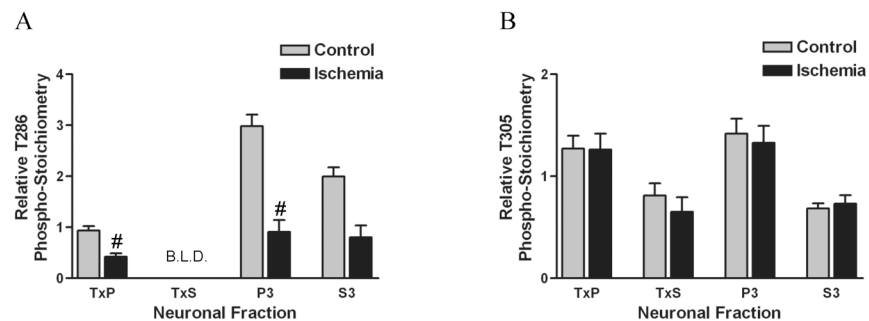 A
Control
Ischemia
Relative T286
Phospho-Stoichiometry
4
3
2
1
0
#
B.L.D.
#
TxP TxS P3 S3
Neuronal Fraction
B
Control
Ischemia
Relative T305
Phospho-Stoichiometry
2
1
0
TxP TxS P3 S3
Neuronal Fraction